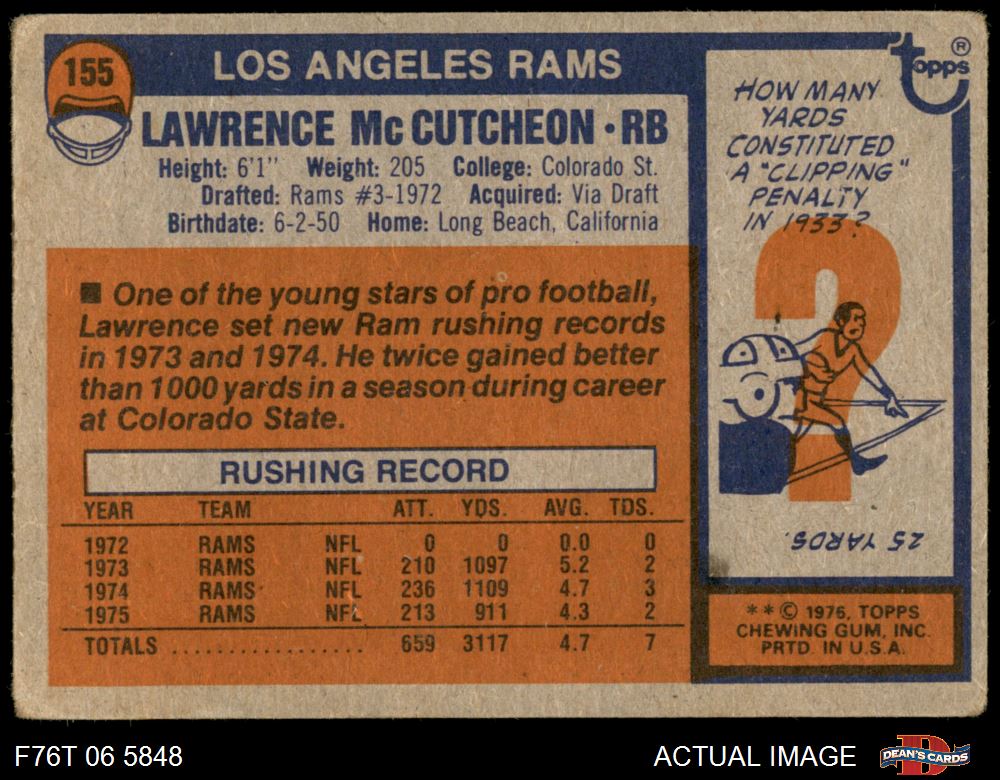 155
LOS ANGELES RAMS
LAWRENCE McCUTCHEON • RB
Height: 6'1" Weight: 205 College: Colorado St.
Drafted: Rams #3-1972 Acquired: Via Draft
Birthdate: 6-2-50 Home: Long Beach, California
■ One of the young stars of pro football,
Lawrence set new Ram rushing records
in 1973 and 1974. He twice gained better
than 1000 yards in a season during career
at Colorado State.
RUSHING RECORD
YEAR TEAM ATT. YDS. AVG. TDS.
1972 RAMS NFL 0 0 0.0 0
1973 RAMS NFL 210 1097 5.2 2
1974 RAMS NFL 236 1109 4.7 3
1975 RAMS NFL 213 911 4.3 2
TOTALS .................. 659 3117 4.7 7
topps ®
HOW MANY
YARDS
CONSTITUTED
A "CLIPPING"
PENALTY
IN 1933?
?
25 YARDS.
** © 1976, TOPPS
CHEWING GUM, INC.
PRTD. IN U.S.A.
F76T 06 5848
ACTUAL IMAGE
DEAN'S CARDS